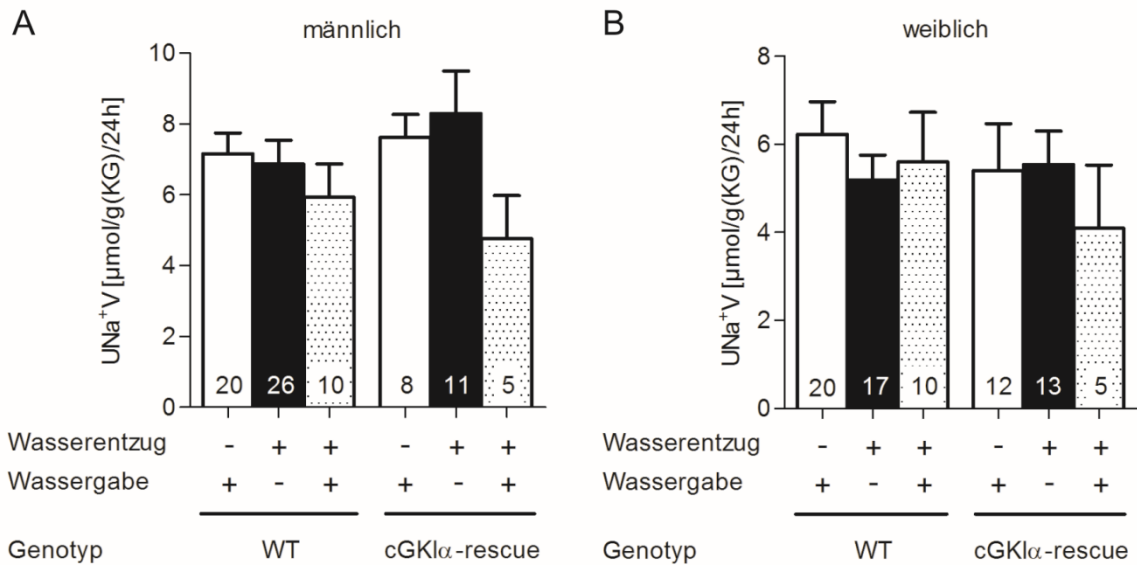 A
männlich
UNa⁺V [µmol/g(KG)/24h]
10
8
6
4
2
0
20 26 10 8 11 5
Wasserentzug - + + - + +
Wassergabe + - + + - +
Genotyp WT cGKIα-rescue
B
weiblich
UNa⁺V [µmol/g(KG)/24h]
8
6
4
2
0
20 17 10 12 13 5
Wasserentzug - + + - + +
Wassergabe + - + + - +
Genotyp WT cGKIα-rescue